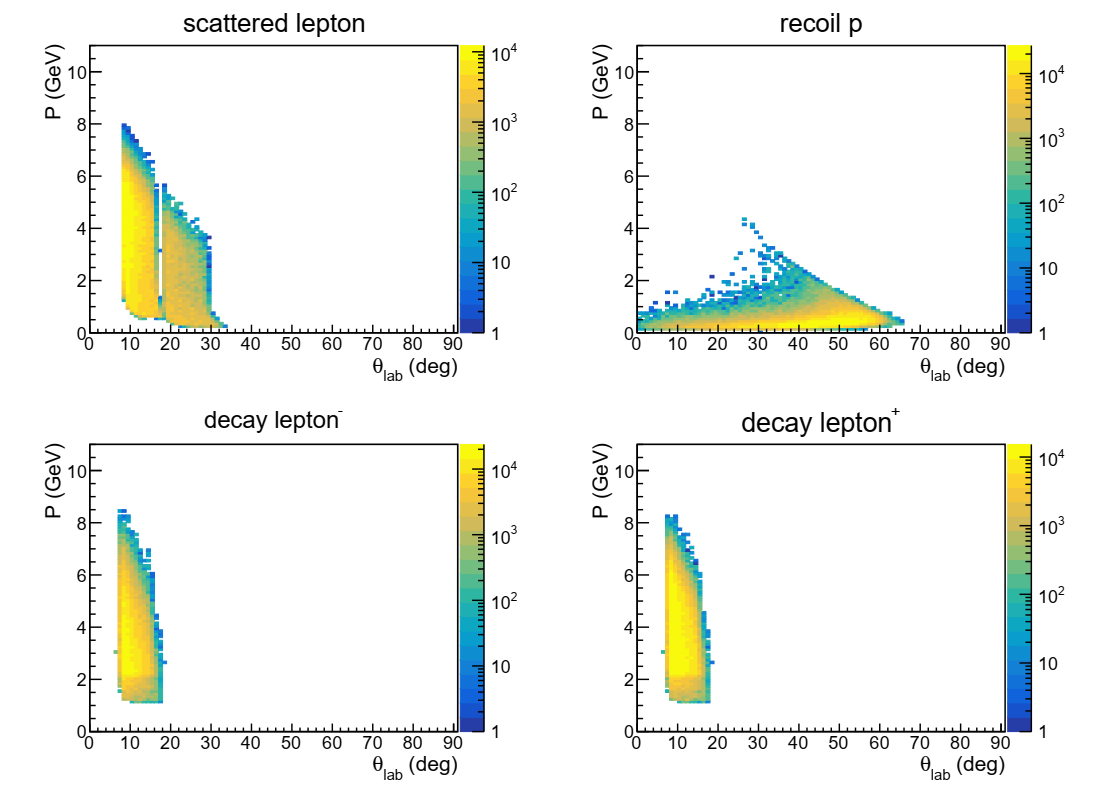 scattered lepton
P (GeV)
10
8
6
4
2
0
0 10 20 30 40 50 60 70 80 90
θlab (deg)
10⁴
10³
10²
10
1
recoil p
P (GeV)
10
8
6
4
2
0
0 10 20 30 40 50 60 70 80 90
θlab (deg)
10⁴
10³
10²
10
1
decay lepton⁻
P (GeV)
10
8
6
4
2
0
0 10 20 30 40 50 60 70 80 90
θlab (deg)
10⁴
10³
10²
10
1
decay lepton⁺
P (GeV)
10
8
6
4
2
0
0 10 20 30 40 50 60 70 80 90
θlab (deg)
10⁴
10³
10²
10
1